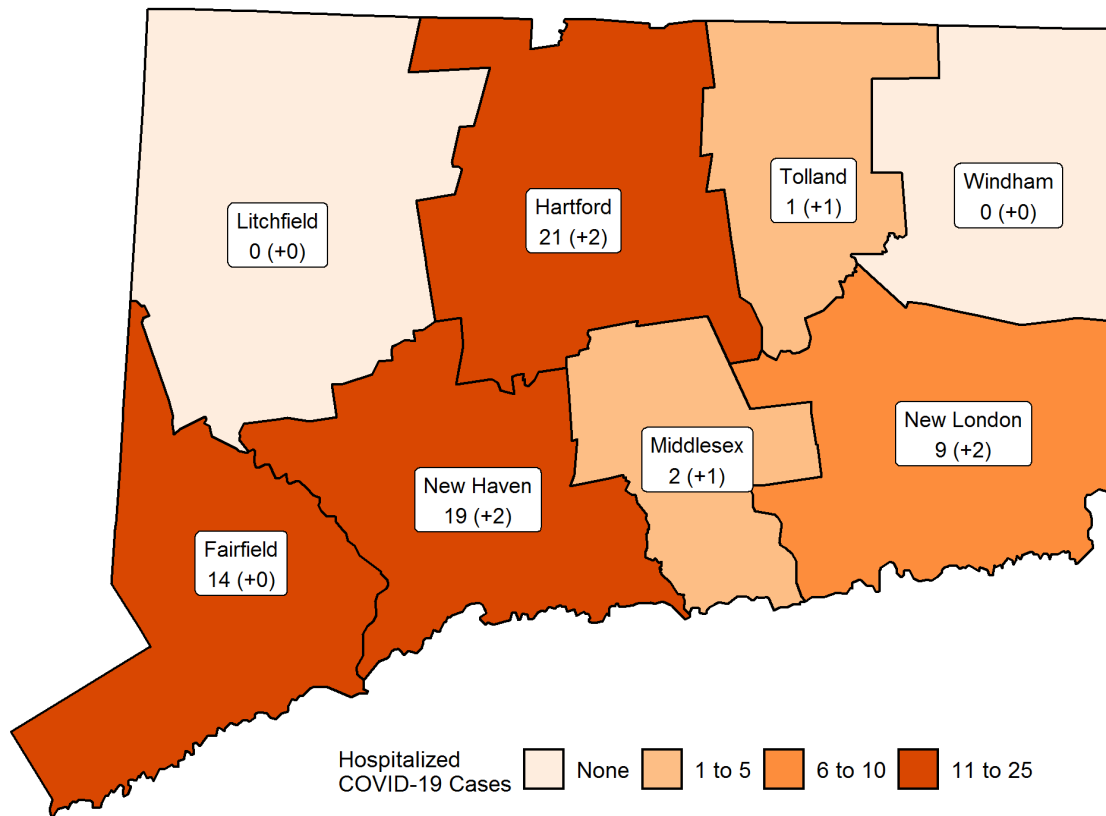 Tolland
1 (+1)
Windham
0 (+0)
Hartford
21 (+2)
Litchfield
0 (+0)
New London
9 (+2)
Middlesex
2 (+1)
New Haven
19 (+2)
Fairfield
14 (+0)
Hospitalized
COVID-19 Cases
None
1 to 5
6 to 10
11 to 25